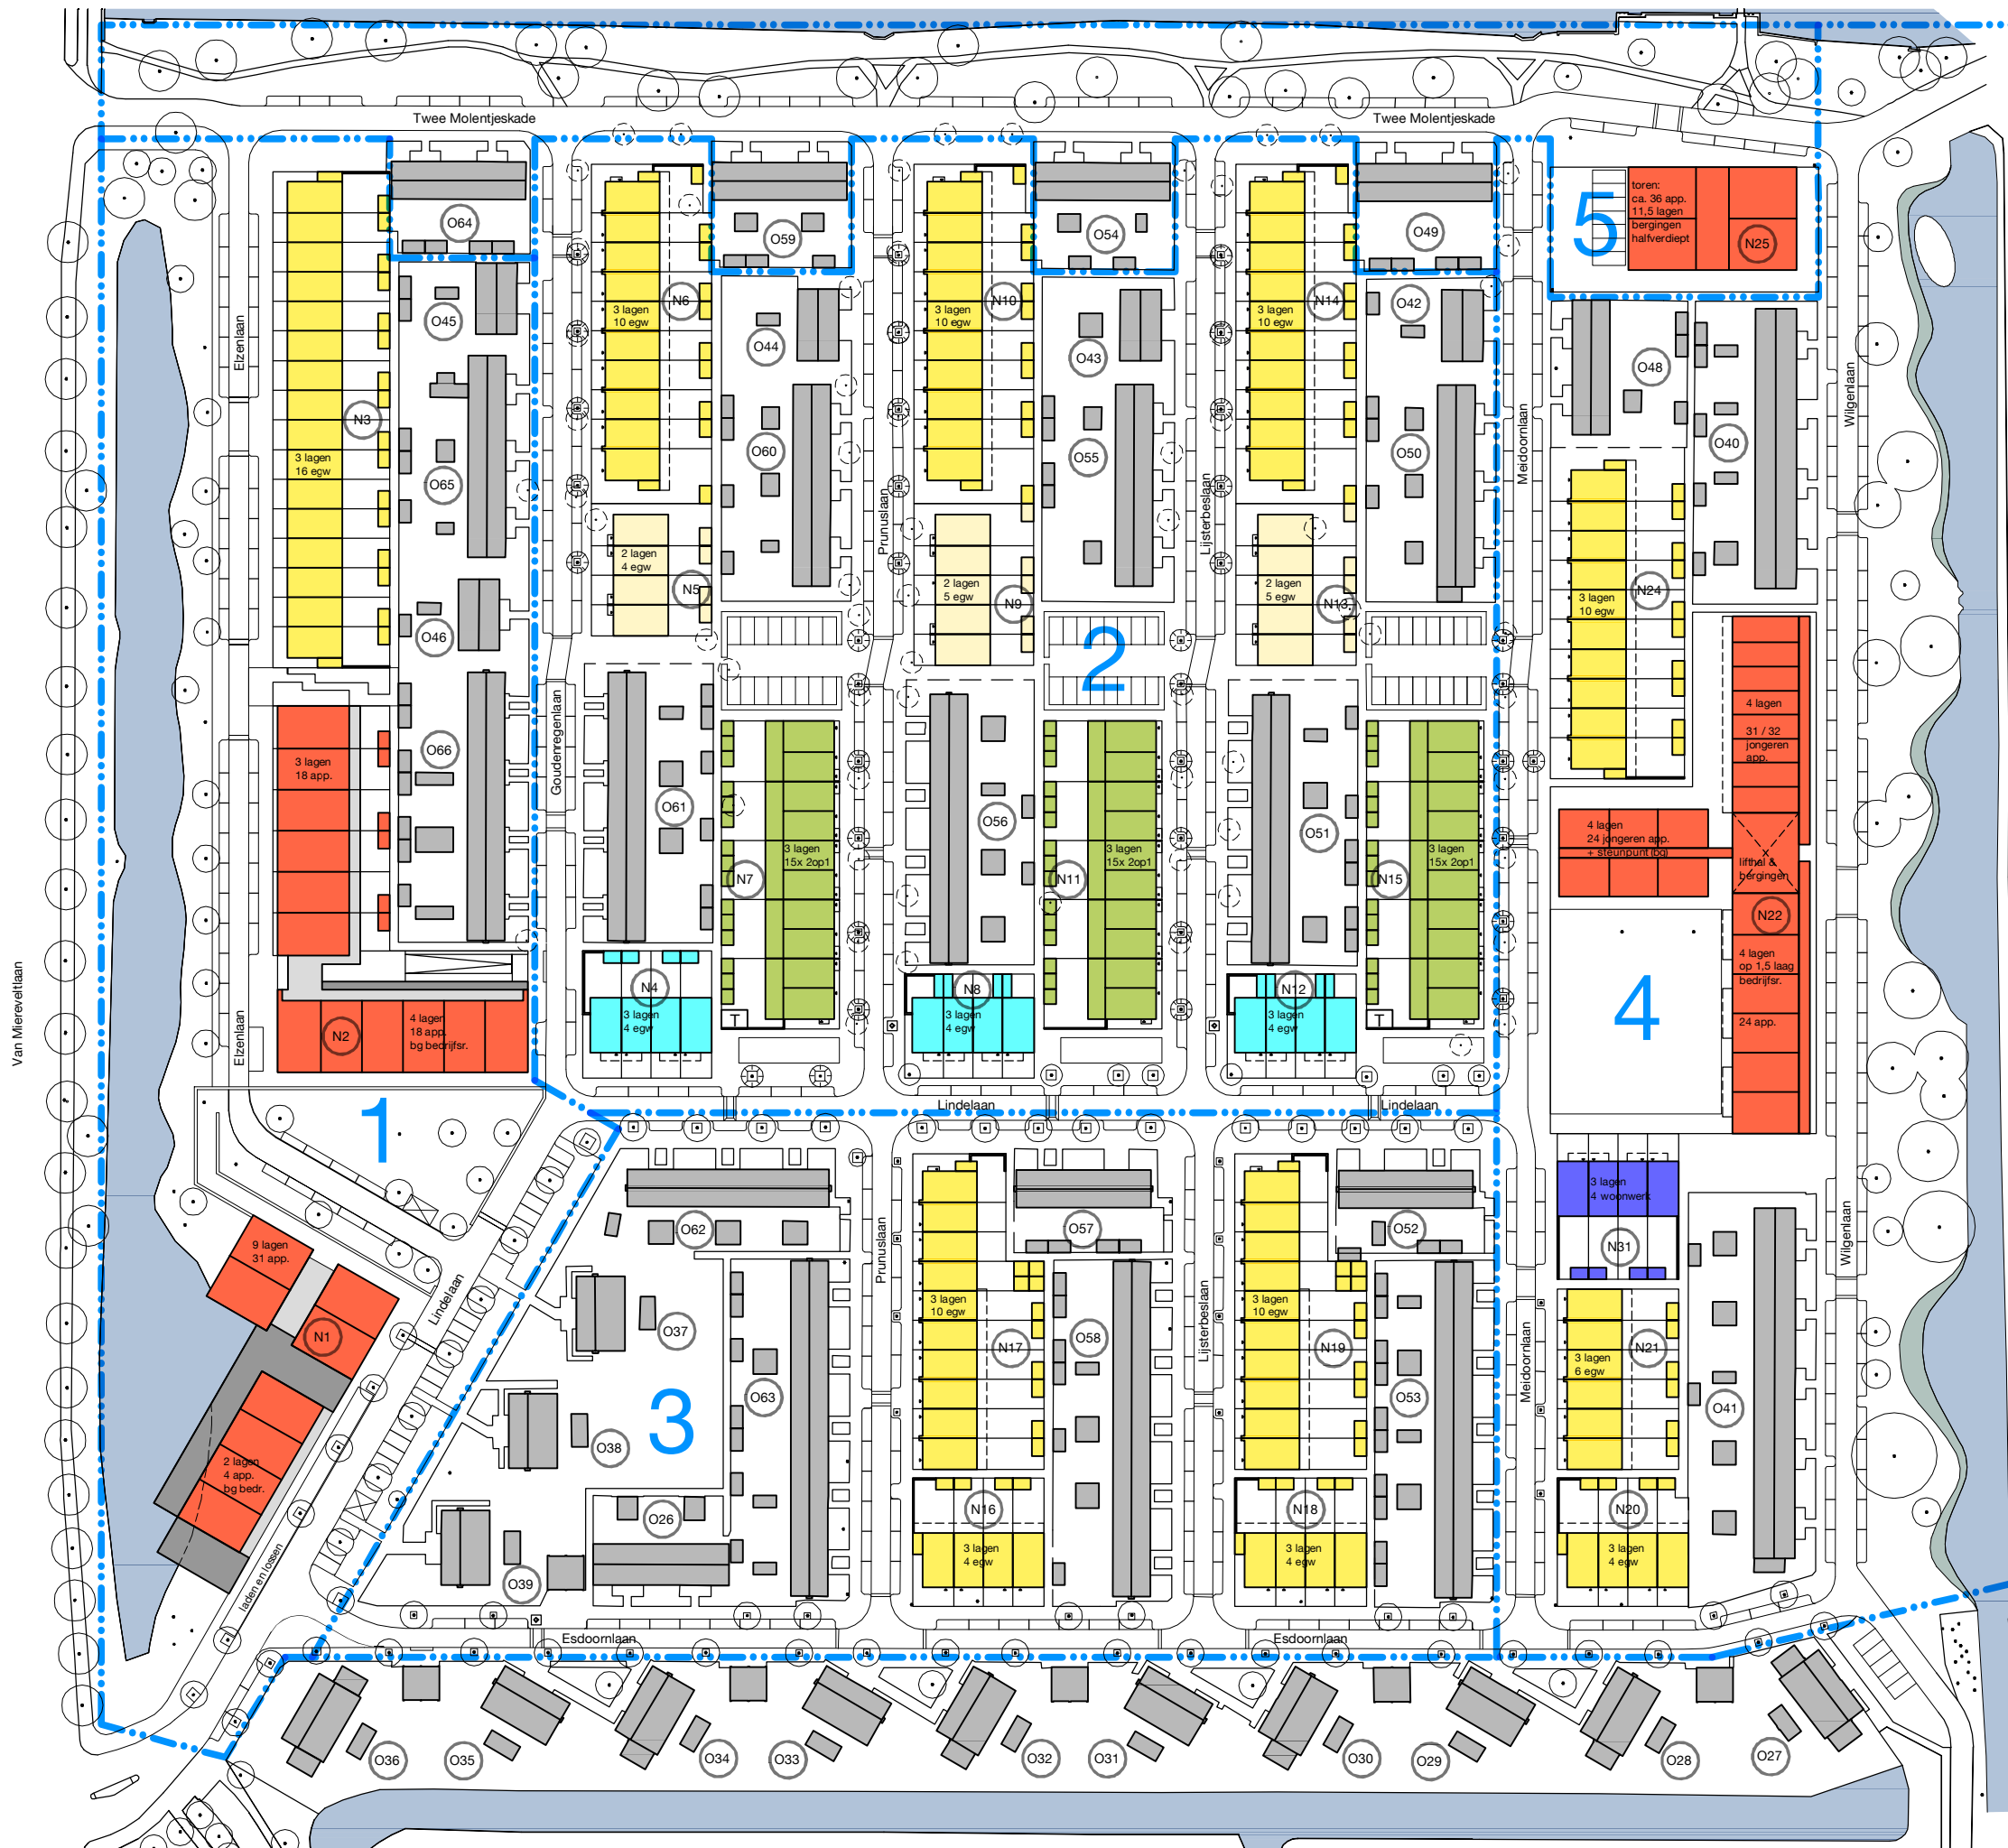 Twee Molentjeskade
Twee Molentjeskade
toren:
ca. 36 app.
11,5 lagen
bergingen
halfverdiept
5
N25
O64
O59
O54
O49
Elzenlaan
O45
N6
3 lagen
10 egw
N10
3 lagen
10 egw
N14
3 lagen
10 egw
O42
O44
O43
O48
Wilgenlaan
N3
3 lagen
16 egw
O65
O60
O55
O50
Meidoornlaan
O40
Prunuslaan
Lijsterbeslaan
2 lagen
4 egw
N5
2 lagen
5 egw
N9
2 lagen
5 egw
N13
N24
3 lagen
10 egw
O46
2
Goudenregenlaan
O66
3 lagen
18 app.
O61
O56
O51
4 lagen
31 / 32
jongeren
app.
3 lagen
15x 2op1
N7
3 lagen
15x 2op1
N11
3 lagen
15x 2op1
N15
4 lagen
24 jongeren app.
+ steunpunt (bg)
x
lifthal &
bergingen
N22
4 lagen
op 1,5 laag
bedrijfsr.
24 app.
4
Van Miereveltlaan
Elzenlaan
N2
4 lagen
18 app.
bg bedrijfsr.
N4
3 lagen
4 egw
N8
3 lagen
4 egw
N12
3 lagen
4 egw
T
T
Lindelaan
Lindelaan
1
3 lagen
4 woonwerk
N31
O62
O57
O52
Prunuslaan
Lijsterbeslaan
Meidoornlaan
Wilgenlaan
9 lagen
31 app.
N1
Lindelaan
O37
3 lagen
10 egw
N17
O58
3 lagen
10 egw
N19
O53
N21
3 lagen
6 egw
O41
3
O63
O38
2 lagen
4 app.
bg bedr.
O26
N16
3 lagen
4 egw
N18
3 lagen
4 egw
N20
3 lagen
4 egw
O39
laden en lossen
Esdoornlaan
Esdoornlaan
O36
O35
O34
O33
O32
O31
O30
O29
O28
O27